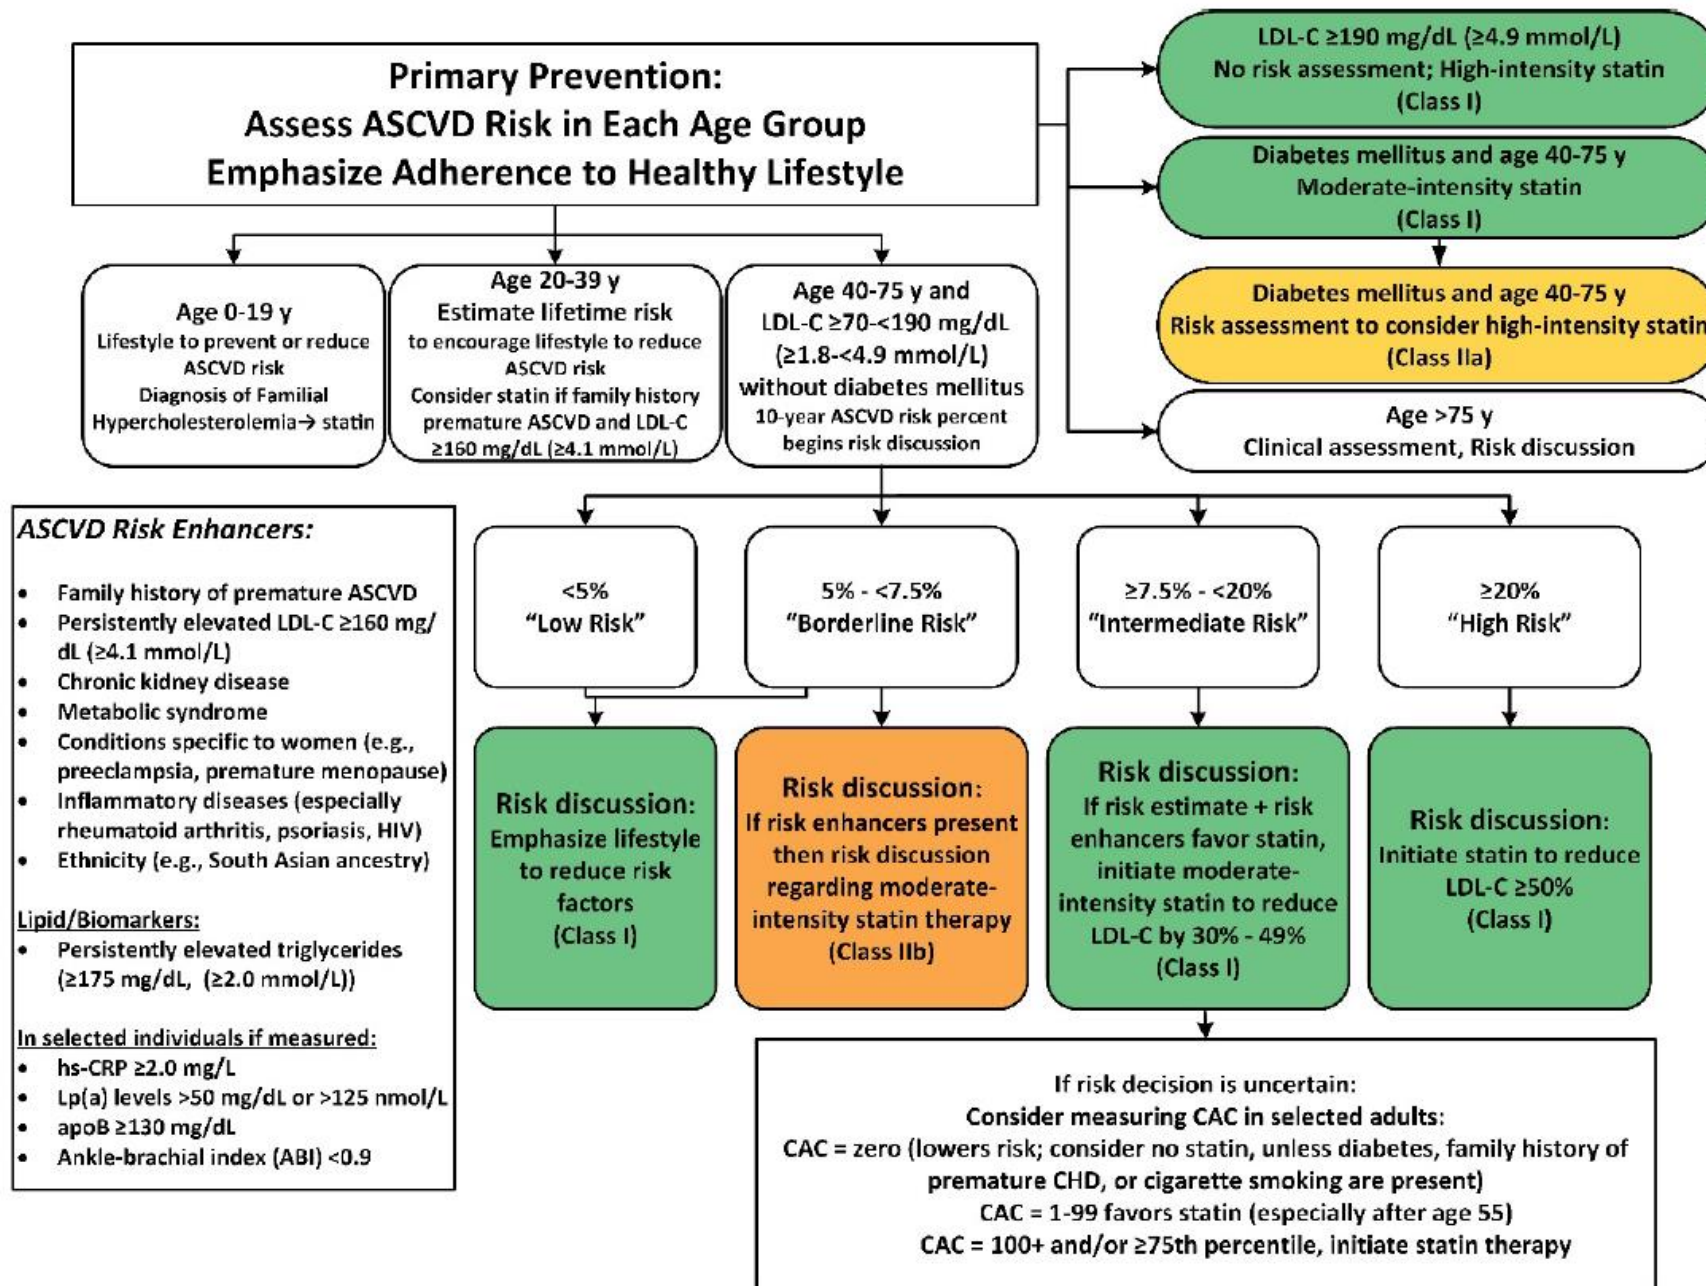 Primary Prevention:
Assess ASCVD Risk in Each Age Group
Emphasize Adherence to Healthy Lifestyle
LDL-C ≥190 mg/dL (≥4.9 mmol/L)
No risk assessment; High-intensity statin
(Class I)
Diabetes mellitus and age 40-75 y
Moderate-intensity statin
(Class I)
Diabetes mellitus and age 40-75 y
Risk assessment to consider high-intensity statin
(Class IIa)
Age >75 y
Clinical assessment, Risk discussion
Age 0-19 y
Lifestyle to prevent or reduce
ASCVD risk
Diagnosis of Familial
Hypercholesterolemia→ statin
Age 20-39 y
Estimate lifetime risk
to encourage lifestyle to reduce
ASCVD risk
Consider statin if family history
premature ASCVD and LDL-C
≥160 mg/dL (≥4.1 mmol/L)
Age 40-75 y and
LDL-C ≥70-<190 mg/dL
(≥1.8-<4.9 mmol/L)
without diabetes mellitus
10-year ASCVD risk percent
begins risk discussion
<5%
“Low Risk”
5% - <7.5%
“Borderline Risk”
≥7.5% - <20%
“Intermediate Risk”
≥20%
“High Risk”
Risk discussion:
Emphasize lifestyle
to reduce risk
factors
(Class I)
Risk discussion:
If risk enhancers present
then risk discussion
regarding moderate-
intensity statin therapy
(Class IIb)
Risk discussion:
If risk estimate + risk
enhancers favor statin,
initiate moderate-
intensity statin to reduce
LDL-C by 30% - 49%
(Class I)
Risk discussion:
Initiate statin to reduce
LDL-C ≥50%
(Class I)
If risk decision is uncertain:
Consider measuring CAC in selected adults:
CAC = zero (lowers risk; consider no statin, unless diabetes, family history of
premature CHD, or cigarette smoking are present)
CAC = 1-99 favors statin (especially after age 55)
CAC = 100+ and/or ≥75th percentile, initiate statin therapy
ASCVD Risk Enhancers:
• Family history of premature ASCVD
• Persistently elevated LDL-C ≥160 mg/
dL (≥4.1 mmol/L)
• Chronic kidney disease
• Metabolic syndrome
• Conditions specific to women (e.g.,
preeclampsia, premature menopause)
• Inflammatory diseases (especially
rheumatoid arthritis, psoriasis, HIV)
• Ethnicity (e.g., South Asian ancestry)
Lipid/Biomarkers:
• Persistently elevated triglycerides
(≥175 mg/dL, (≥2.0 mmol/L))
In selected individuals if measured:
• hs-CRP ≥2.0 mg/L
• Lp(a) levels >50 mg/dL or >125 nmol/L
• apoB ≥130 mg/dL
• Ankle-brachial index (ABI) <0.9